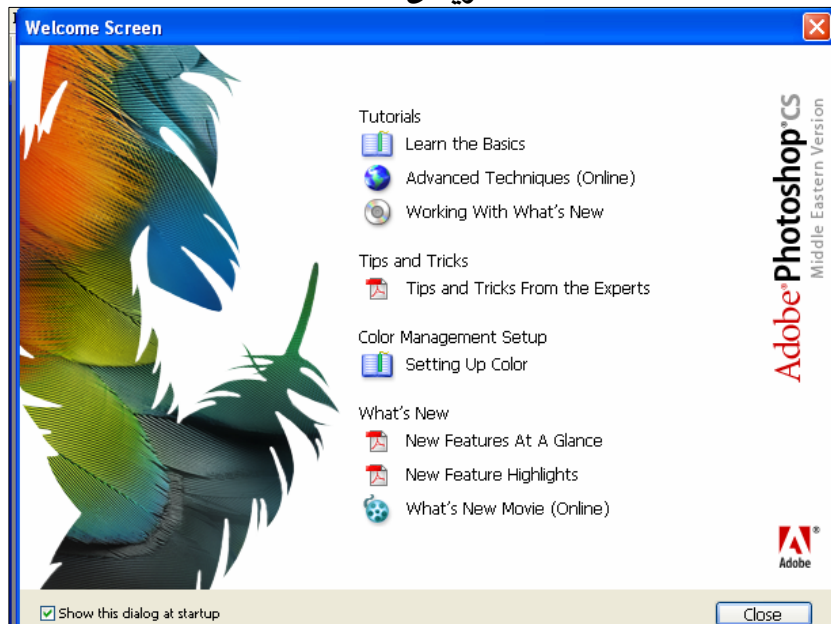 Welcome Screen
Tutorials
Learn the Basics
Advanced Techniques (Online)
Working With What's New
Tips and Tricks
Tips and Tricks From the Experts
Color Management Setup
Setting Up Color
What's New
New Features At A Glance
New Feature Highlights
What's New Movie (Online)
Adobe® Photoshop® CS
Middle Eastern Version
Adobe®
Show this dialog at startup
Close